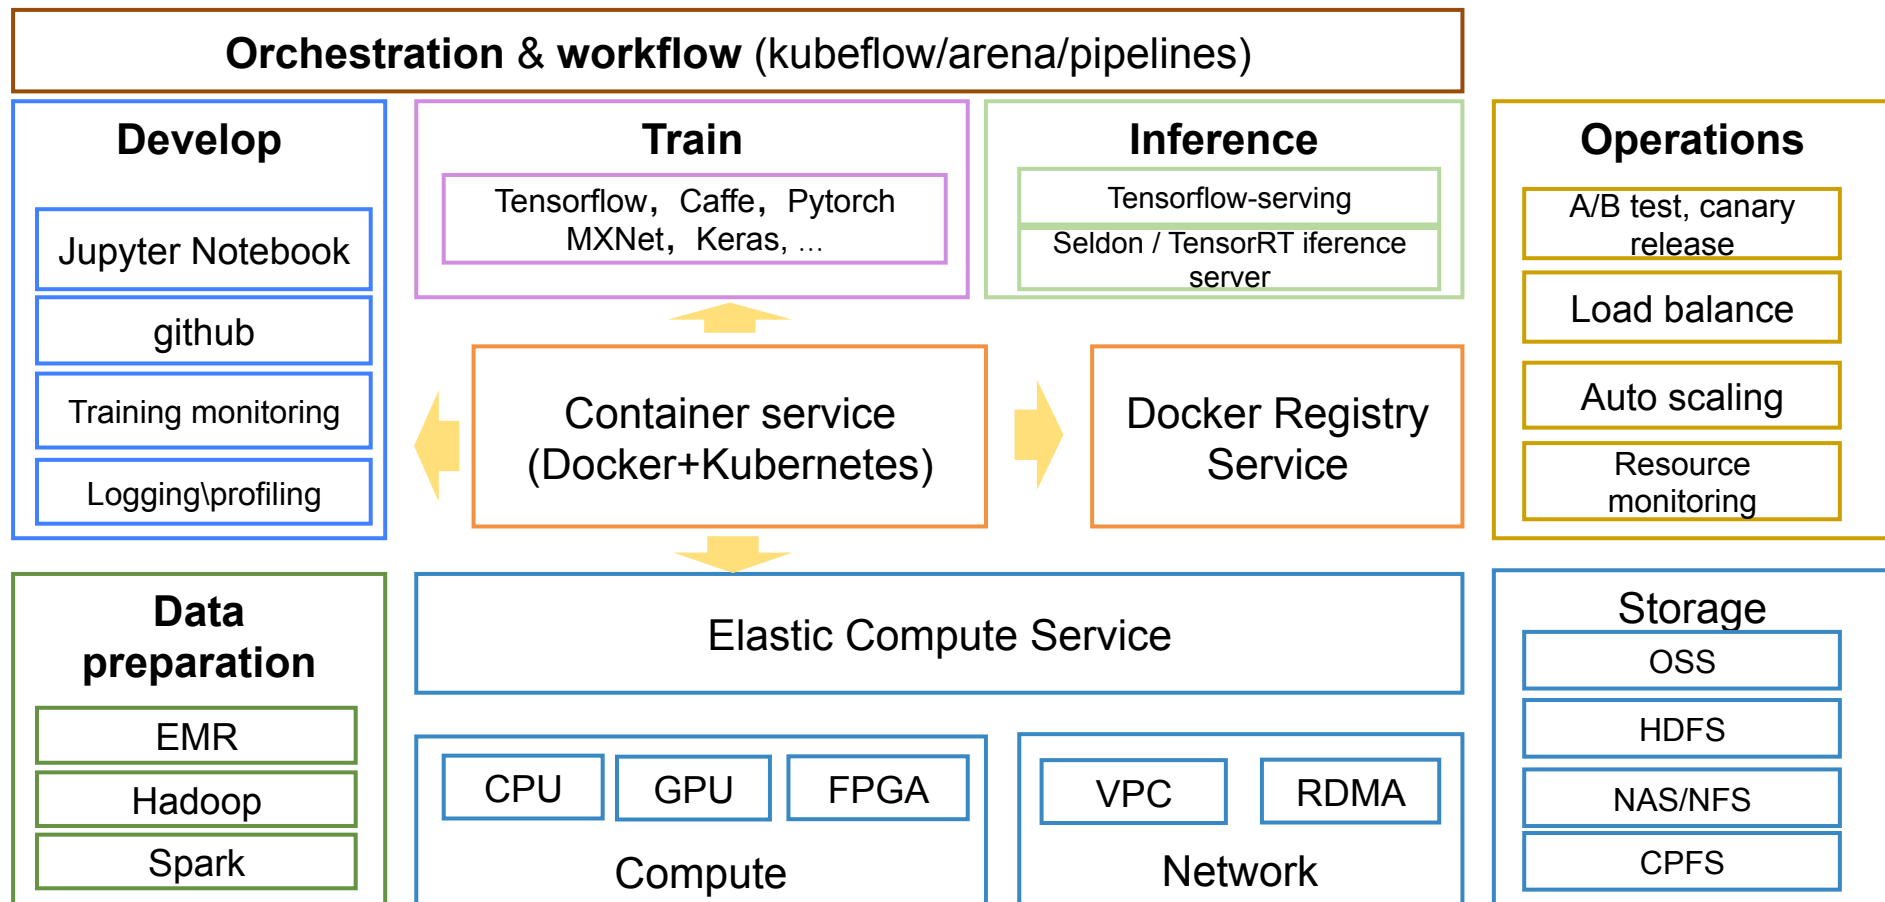 Orchestration & workflow (kubeflow/arena/pipelines)
Develop
Jupyter Notebook
github
Training monitoring
Logging\profiling
Train
Tensorflow，Caffe，Pytorch
MXNet，Keras, ...
Inference
Tensorflow-serving
Seldon / TensorRT iference
server
Operations
A/B test, canary
release
Load balance
Auto scaling
Resource
monitoring
Container service
(Docker+Kubernetes)
Docker Registry
Service
Data
preparation
EMR
Hadoop
Spark
Elastic Compute Service
CPU
GPU
FPGA
Compute
VPC
RDMA
Network
Storage
OSS
HDFS
NAS/NFS
CPFS